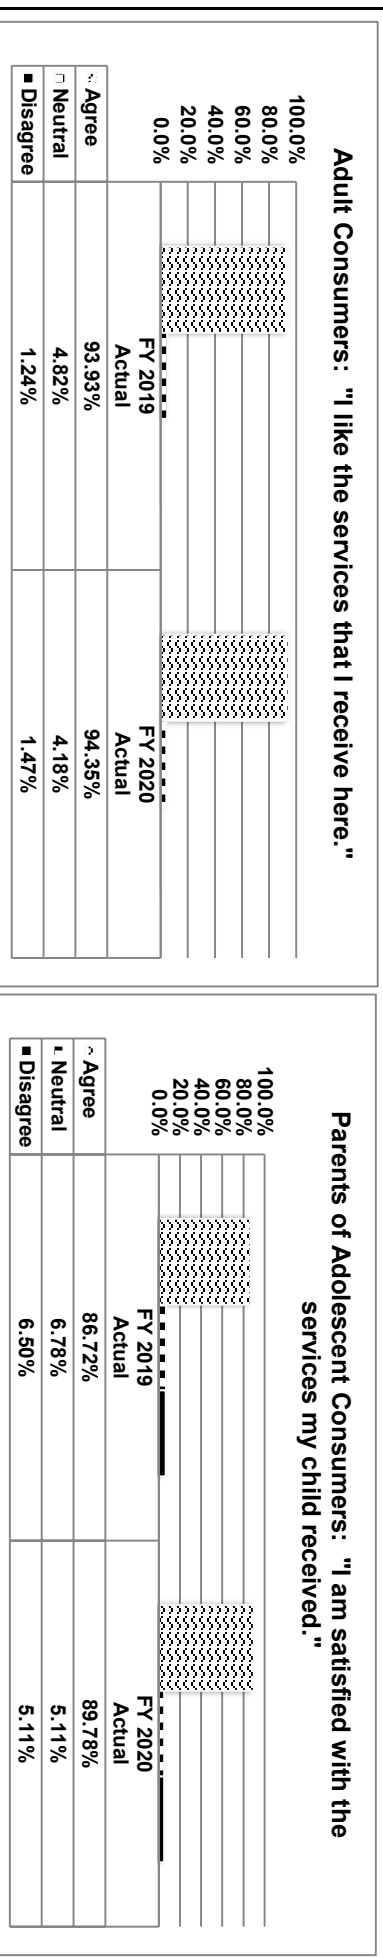 Adult Consumers: "I like the services that I receive here."
100.0%
80.0%
60.0%
40.0%
20.0%
0.0%
FY 2019 Actual FY 2020 Actual
Agree 93.93% 94.35%
Neutral 4.82% 4.18%
Disagree 1.24% 1.47%
Parents of Adolescent Consumers: "I am satisfied with the
services my child received."
100.0%
80.0%
60.0%
40.0%
20.0%
0.0%
FY 2019 Actual FY 2020 Actual
Agree 86.72% 89.78%
Neutral 6.78% 5.11%
Disagree 6.50% 5.11%